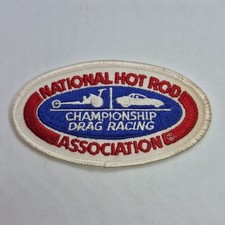 NATIONAL HOT ROD
CHAMPIONSHIP
DRAG RACING
ASSOCIATION ®